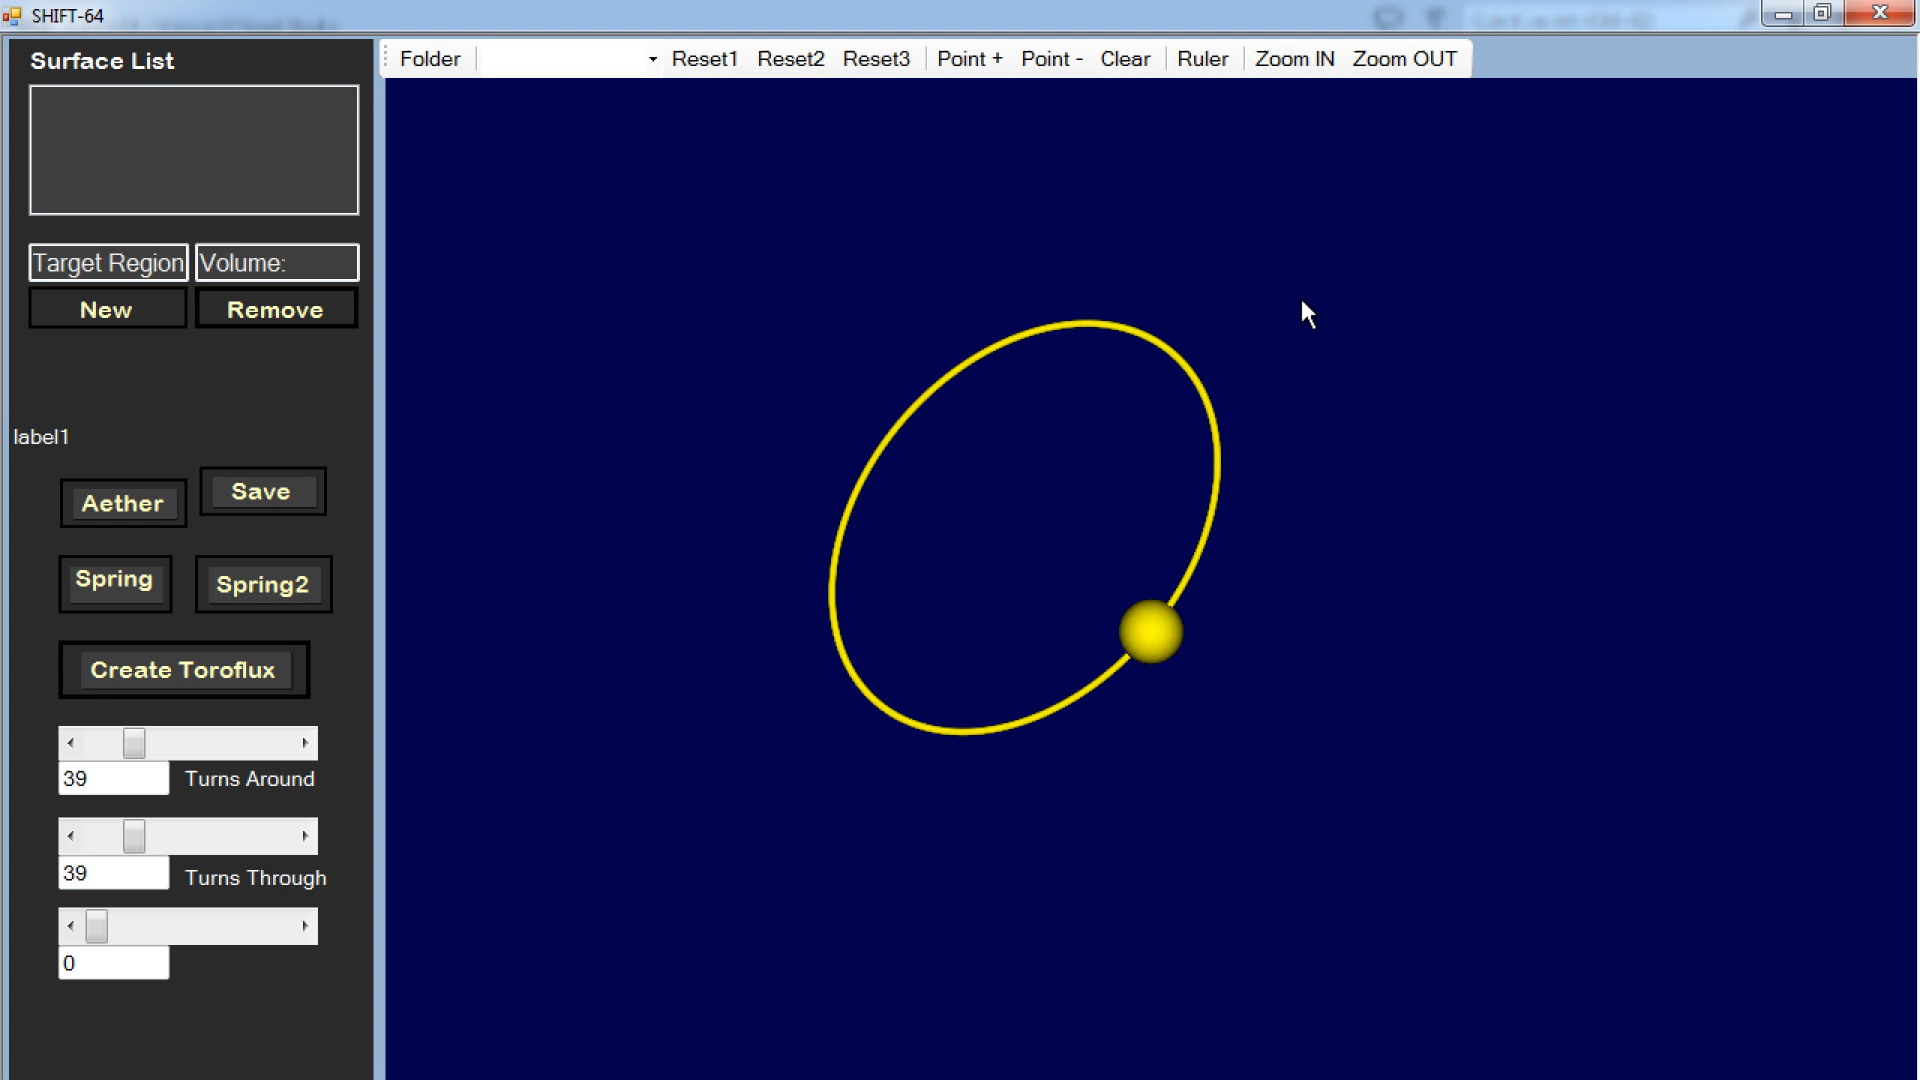 SHIFT-64
Surface List
Folder Reset1 Reset2 Reset3 Point + Point - Clear Ruler Zoom IN Zoom OUT
Target Region Volume:
New Remove
label1
Aether Save
Spring Spring2
Create Toroflux
39 Turns Around
39 Turns Through
0